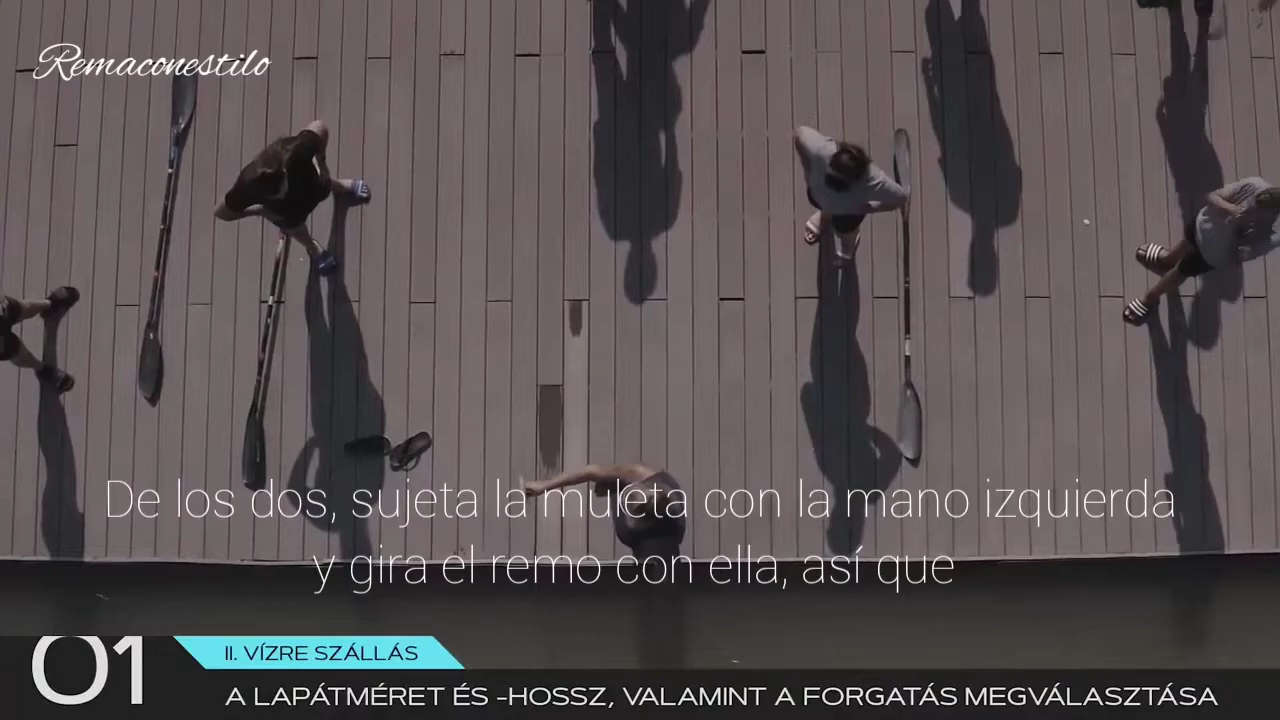 Remaconestilo
De los dos, sujeta la muleta con la mano izquierda
y gira el remo con ella, así que
01
II. VÍZRE SZÁLLÁS
A LAPÁTMÉRET ÉS -HOSSZ, VALAMINT A FORGATÁS MEGVÁLASZTÁSA